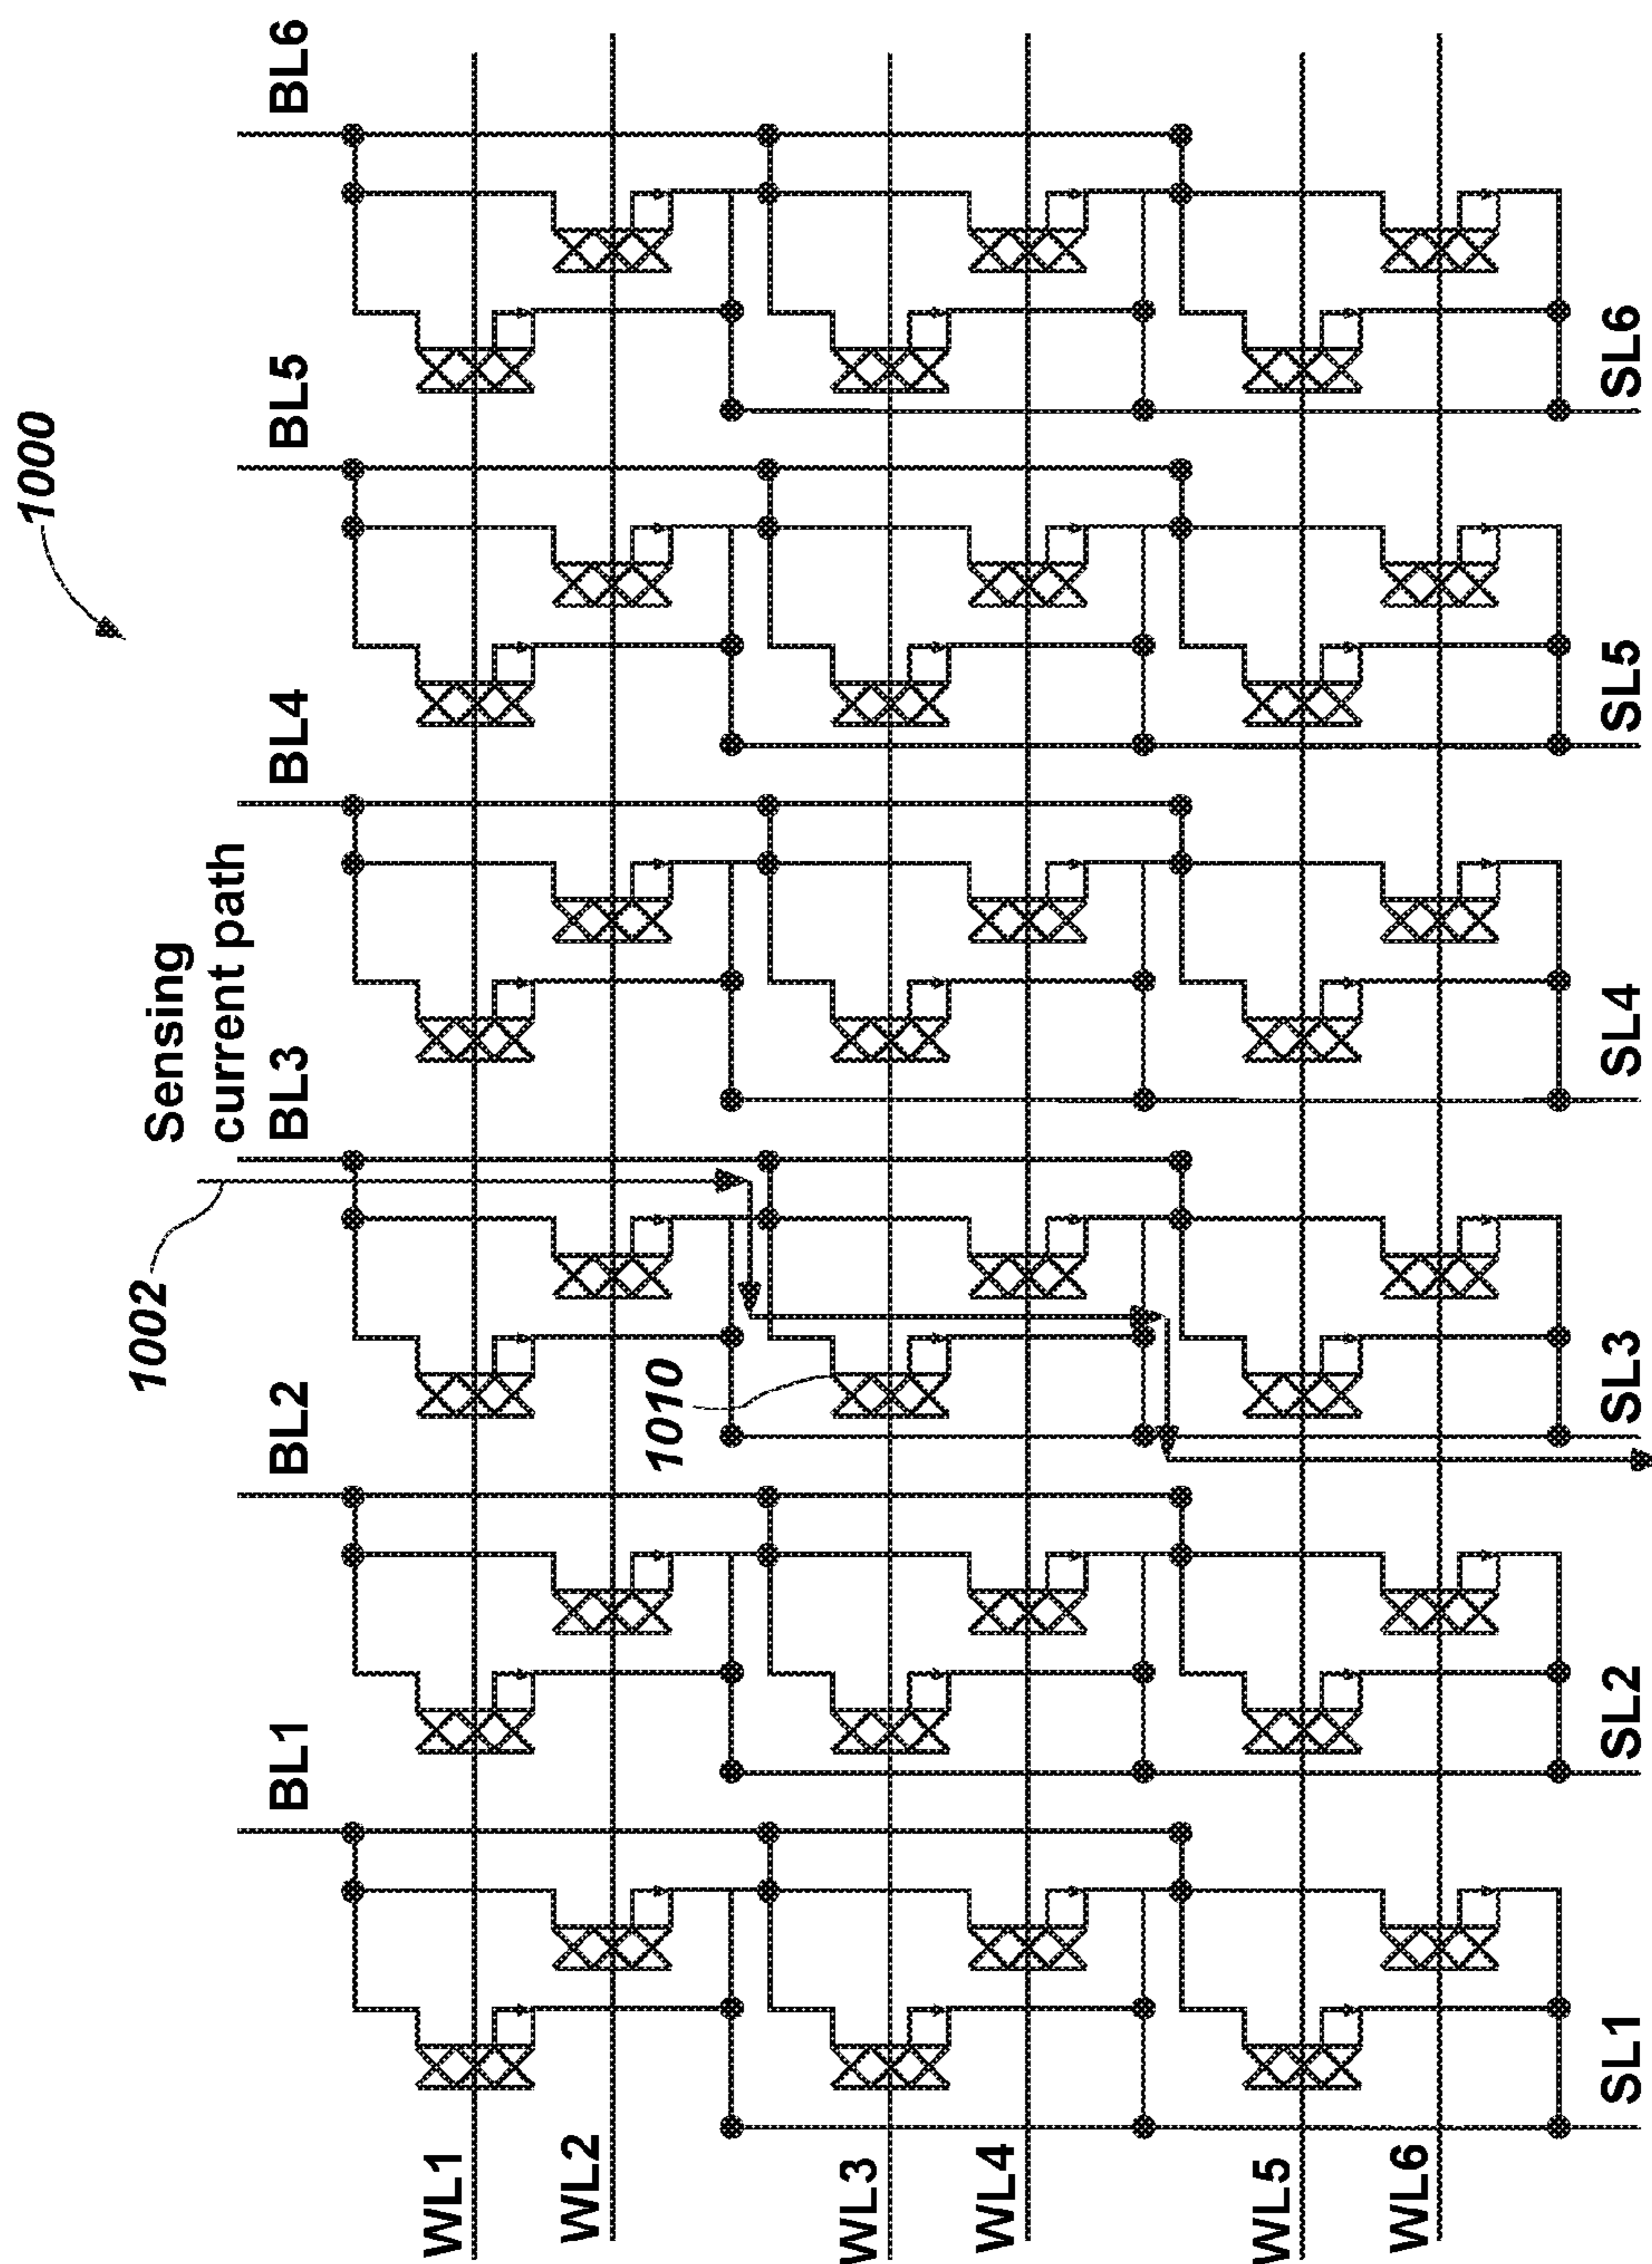 1000
Sensing
current path
1002
BL1
BL2
BL3
BL4
BL5
BL6
WL1
WL2
WL3
WL4
WL5
WL6
1010
SL1
SL2
SL3
SL4
SL5
SL6